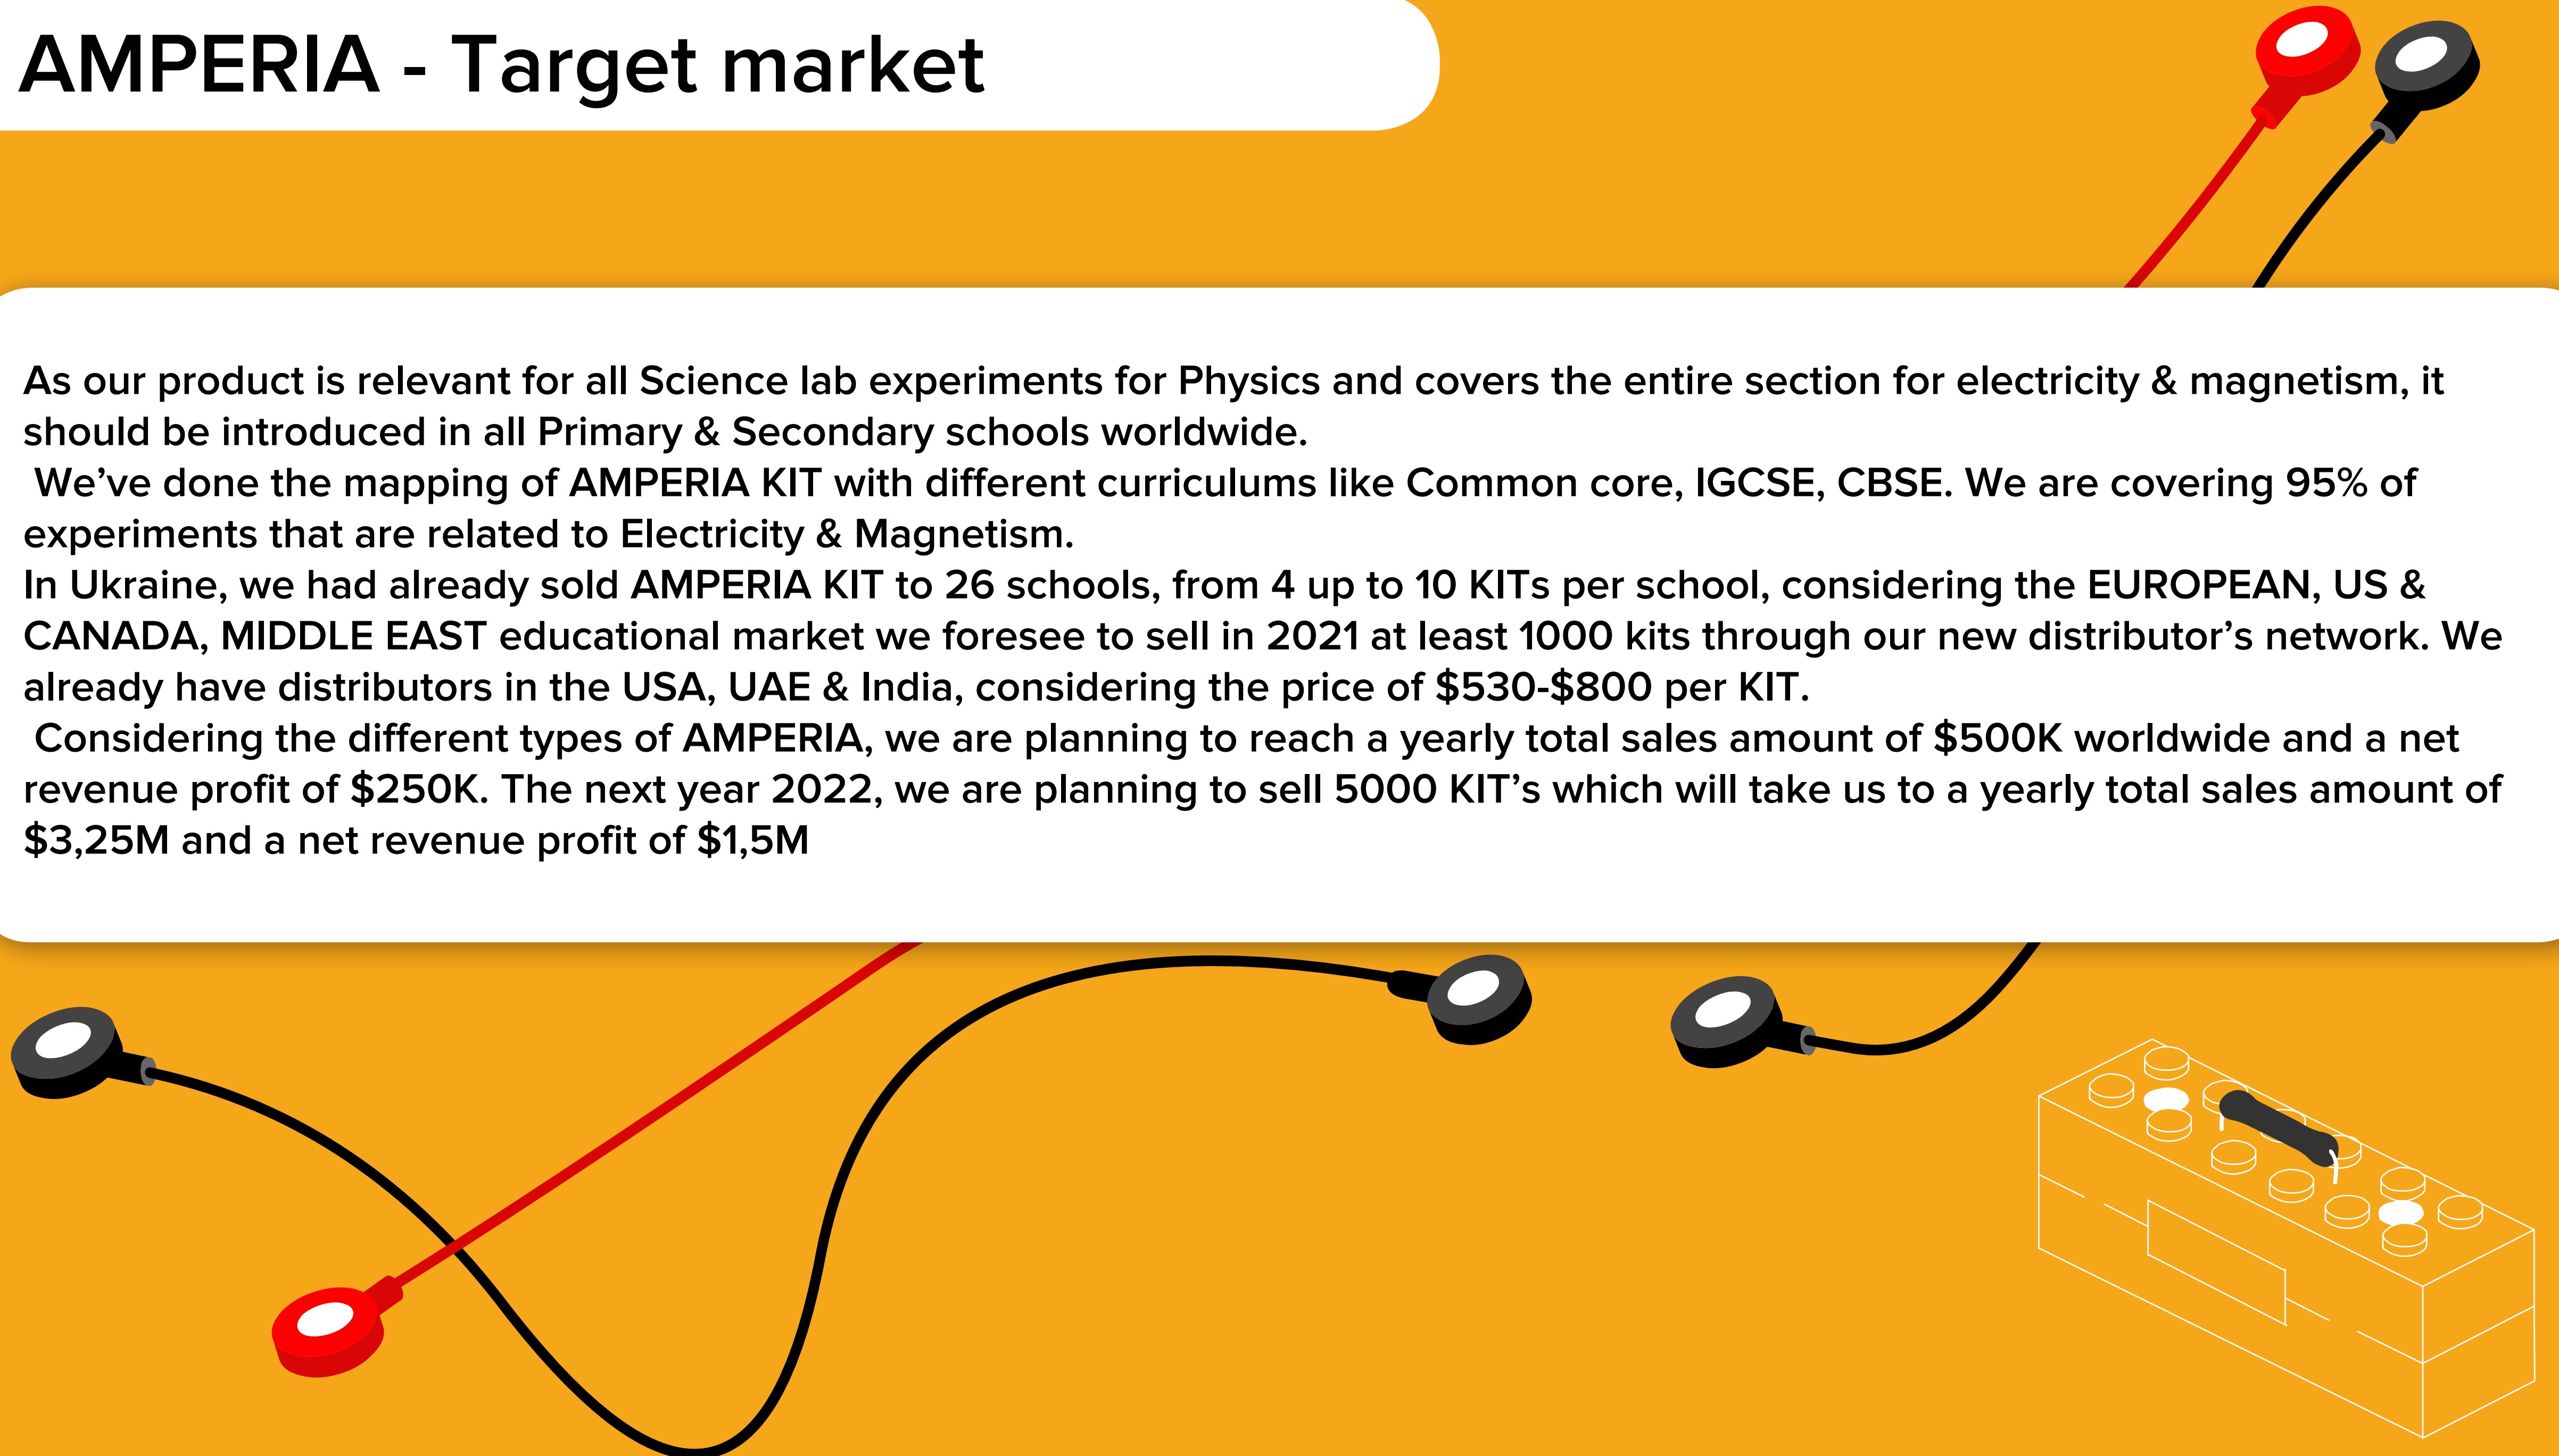 AMPERIA - Target market
As our product is relevant for all Science lab experiments for Physics and covers the entire section for electricity & magnetism, it
should be introduced in all Primary & Secondary schools worldwide.
We’ve done the mapping of AMPERIA KIT with different curriculums like Common core, IGCSE, CBSE. We are covering 95% of
experiments that are related to Electricity & Magnetism.
In Ukraine, we had already sold AMPERIA KIT to 26 schools, from 4 up to 10 KITs per school, considering the EUROPEAN, US &
CANADA, MIDDLE EAST educational market we foresee to sell in 2021 at least 1000 kits through our new distributor’s network. We
already have distributors in the USA, UAE & India, considering the price of $530-$800 per KIT.
Considering the different types of AMPERIA, we are planning to reach a yearly total sales amount of $500K worldwide and a net
revenue profit of $250K. The next year 2022, we are planning to sell 5000 KIT’s which will take us to a yearly total sales amount of
$3,25M and a net revenue profit of $1,5M